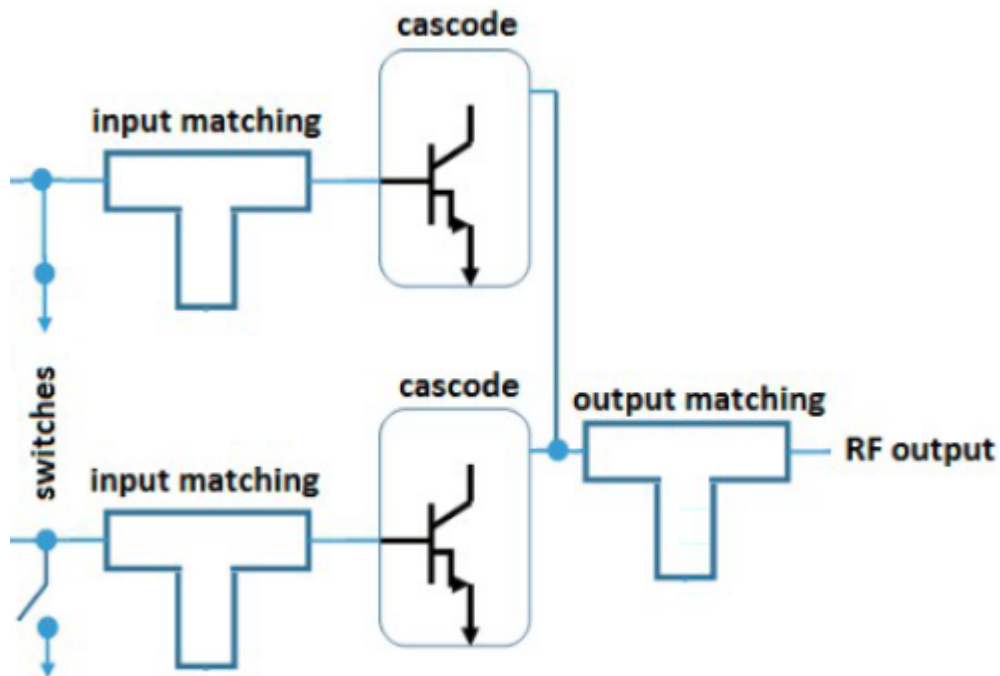 cascode
input matching
cascode
output matching
switches
input matching
RF output